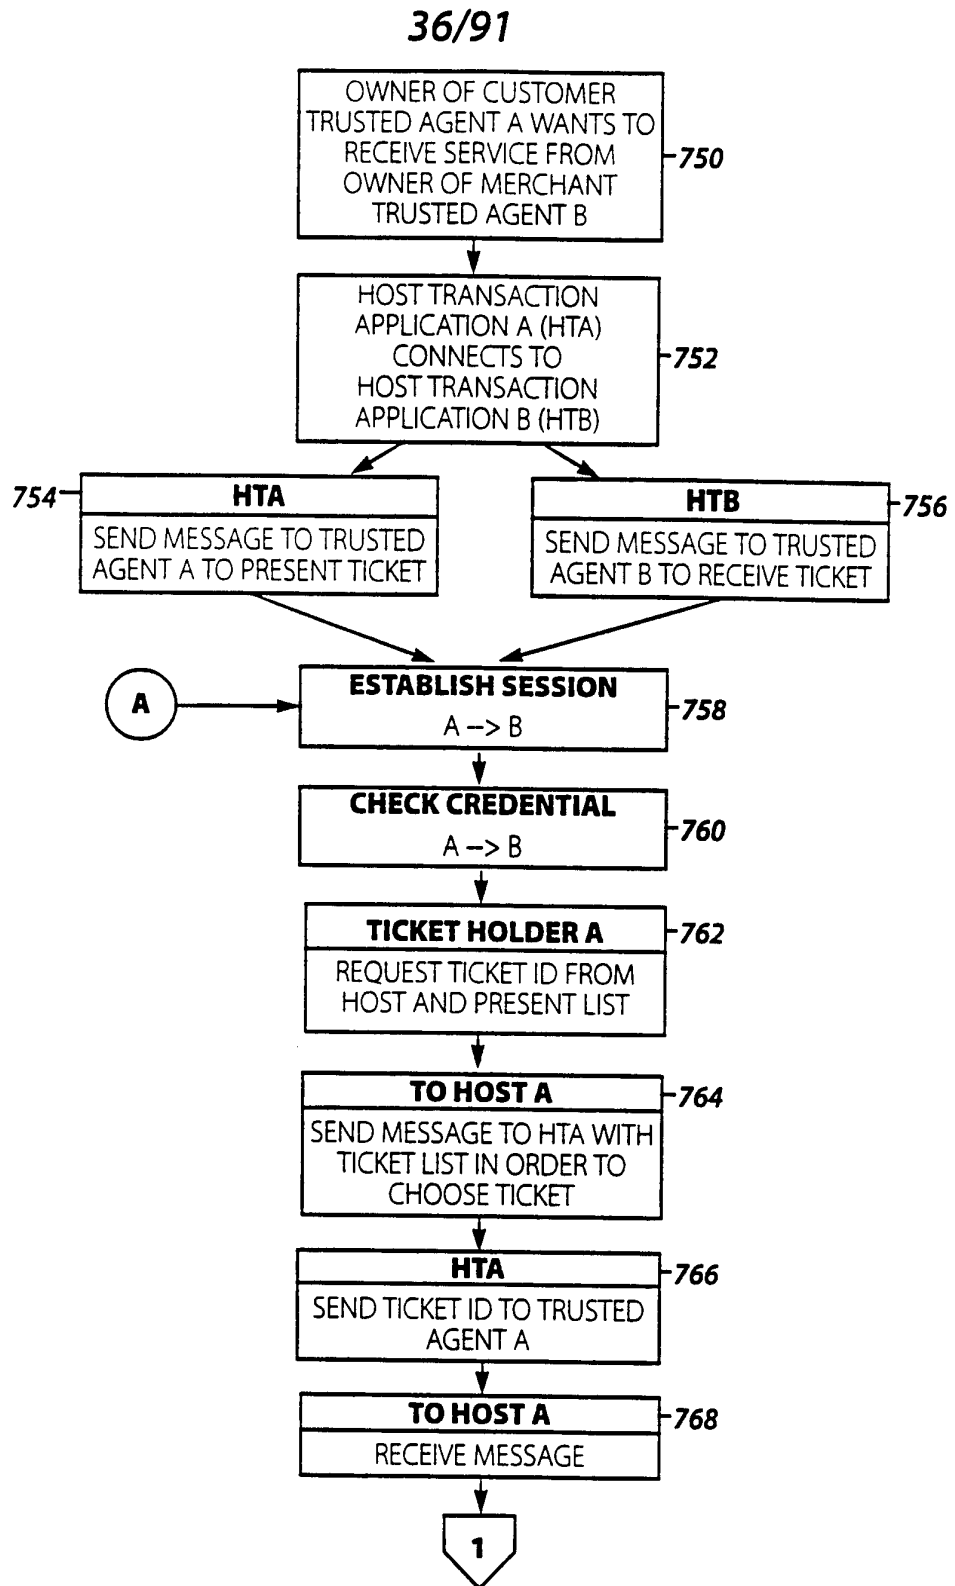 36/91
OWNER OF CUSTOMER
TRUSTED AGENT A WANTS TO
RECEIVE SERVICE FROM
OWNER OF MERCHANT
TRUSTED AGENT B
750
HOST TRANSACTION
APPLICATION A (HTA)
CONNECTS TO
HOST TRANSACTION
APPLICATION B (HTB)
752
754
HTA
SEND MESSAGE TO TRUSTED
AGENT A TO PRESENT TICKET
HTB
756
SEND MESSAGE TO TRUSTED
AGENT B TO RECEIVE TICKET
A
ESTABLISH SESSION
A --> B
758
CHECK CREDENTIAL
A --> B
760
TICKET HOLDER A
762
REQUEST TICKET ID FROM
HOST AND PRESENT LIST
TO HOST A
764
SEND MESSAGE TO HTA WITH
TICKET LIST IN ORDER TO
CHOOSE TICKET
HTA
766
SEND TICKET ID TO TRUSTED
AGENT A
TO HOST A
768
RECEIVE MESSAGE
1